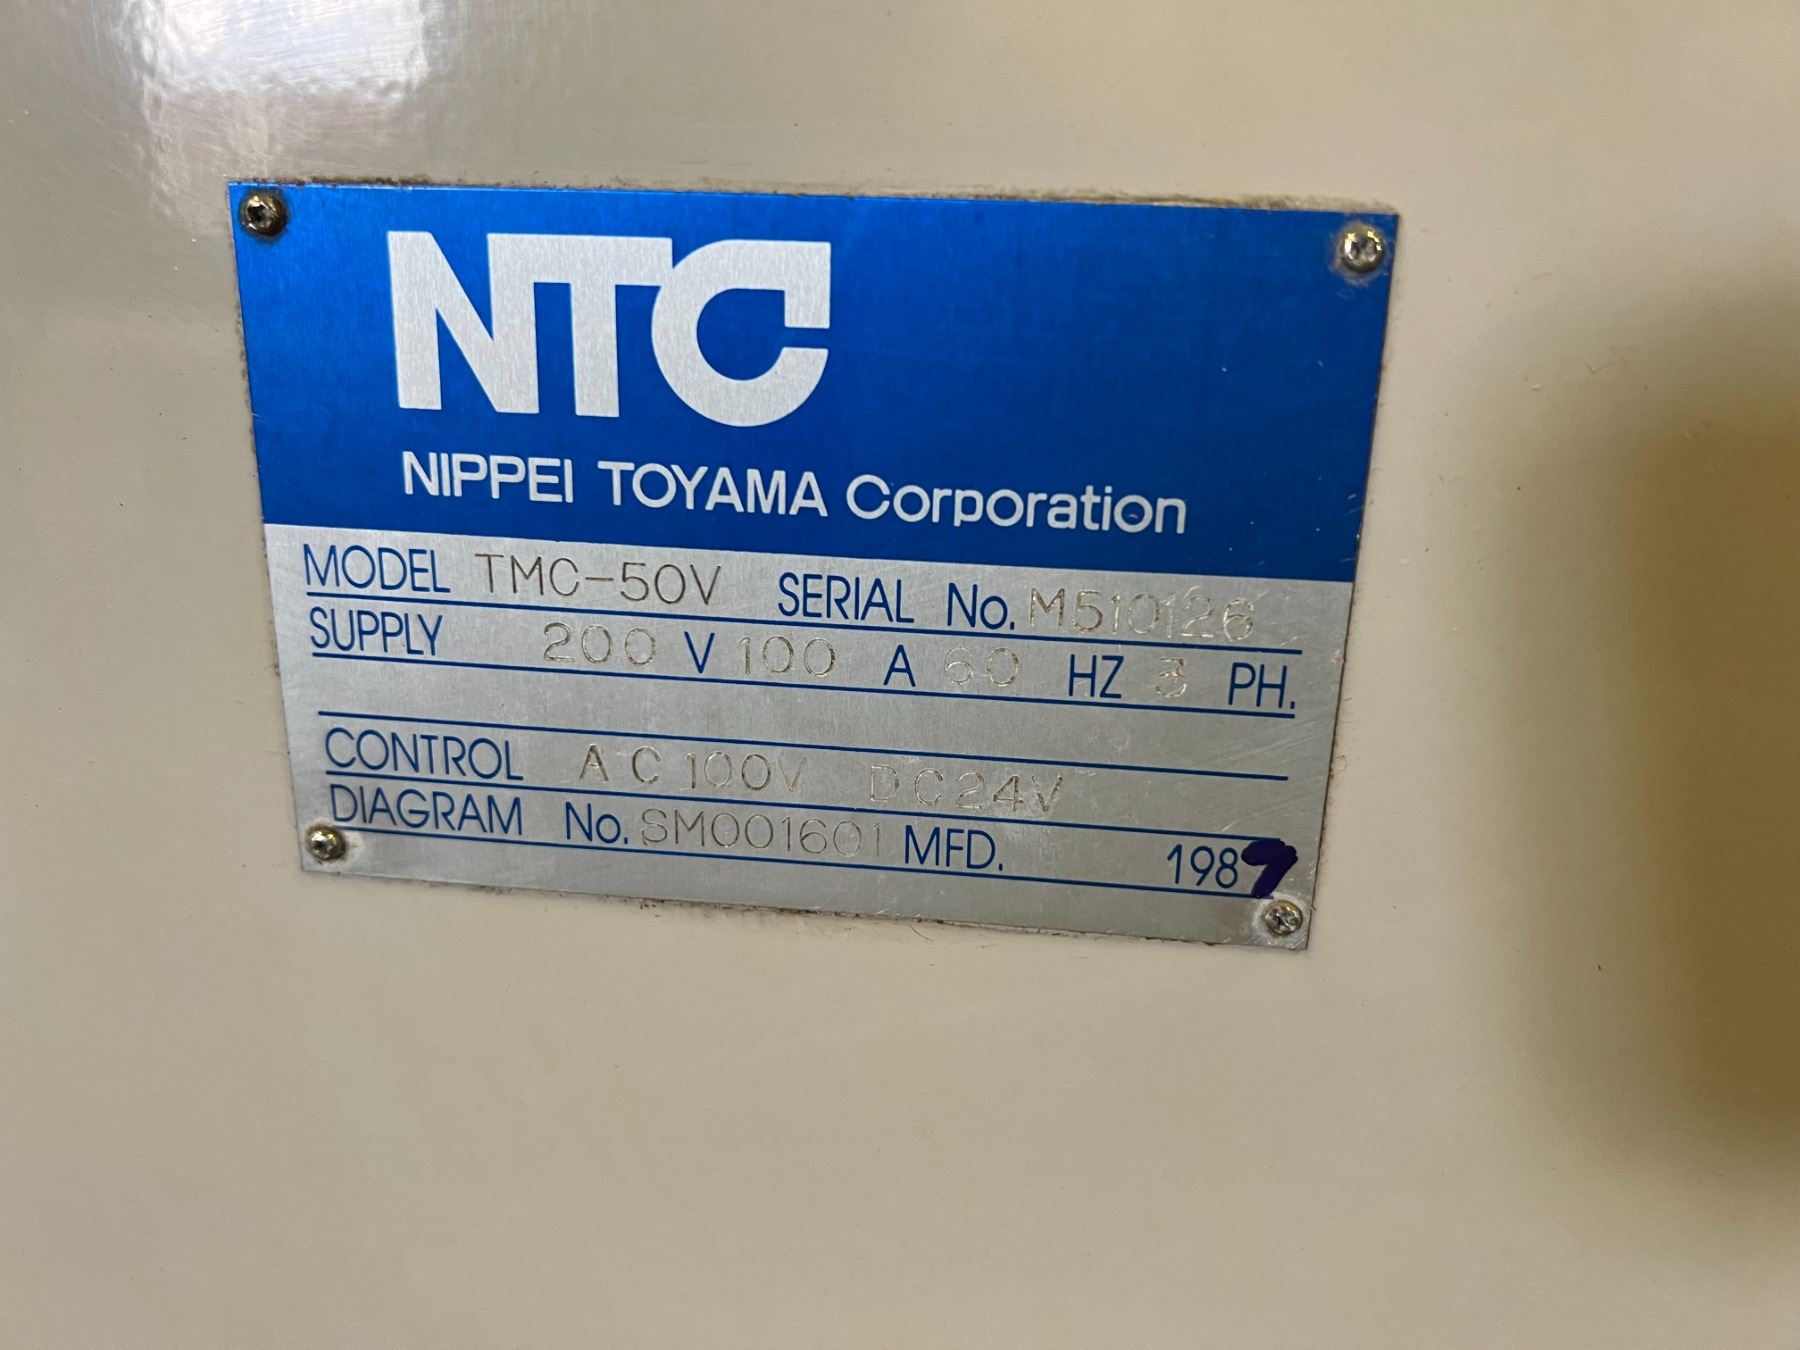 NTC
NIPPEI TOYAMA Corporation
MODEL TMC-50V SERIAL No. M510126
SUPPLY 200 V 100 A 60 HZ 3 PH.
CONTROL AC100V DC24V
DIAGRAM No. SM001601 MFD. 1987